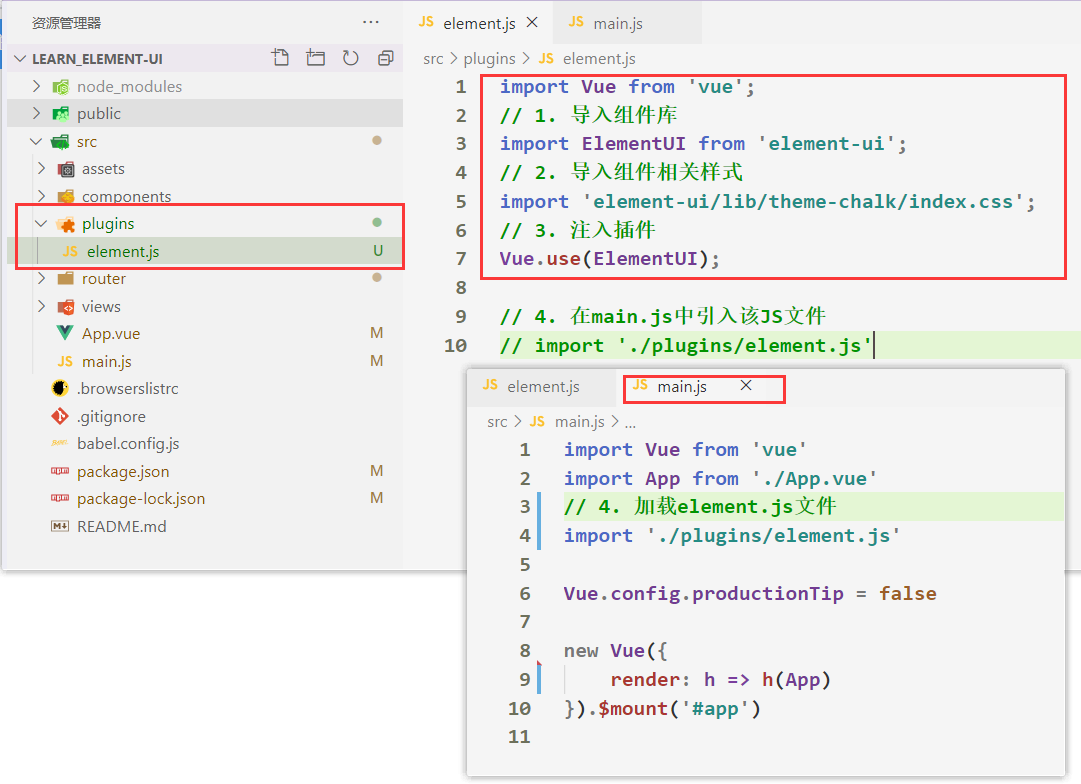 资源管理器 ...
LEARN_ELEMENT-UI
node_modules
public
src
assets
components
plugins
JS element.js U
router
views
App.vue M
JS main.js M
.browserslistrc
.gitignore
babel.config.js
package.json M
package-lock.json M
README.md
JS element.js × JS main.js
src > plugins > JS element.js
1 import Vue from 'vue';
2 // 1. 导入组件库
3 import ElementUI from 'element-ui';
4 // 2. 导入组件相关样式
5 import 'element-ui/lib/theme-chalk/index.css';
6 // 3. 注入插件
7 Vue.use(ElementUI);
8
9 // 4. 在main.js中引入该JS文件
10 // import './plugins/element.js'
JS element.js JS main.js ×
src > JS main.js > ...
1 import Vue from 'vue'
2 import App from './App.vue'
3 // 4. 加载element.js文件
4 import './plugins/element.js'
5
6 Vue.config.productionTip = false
7
8 new Vue({
9 render: h => h(App)
10 }).$mount('#app')
11